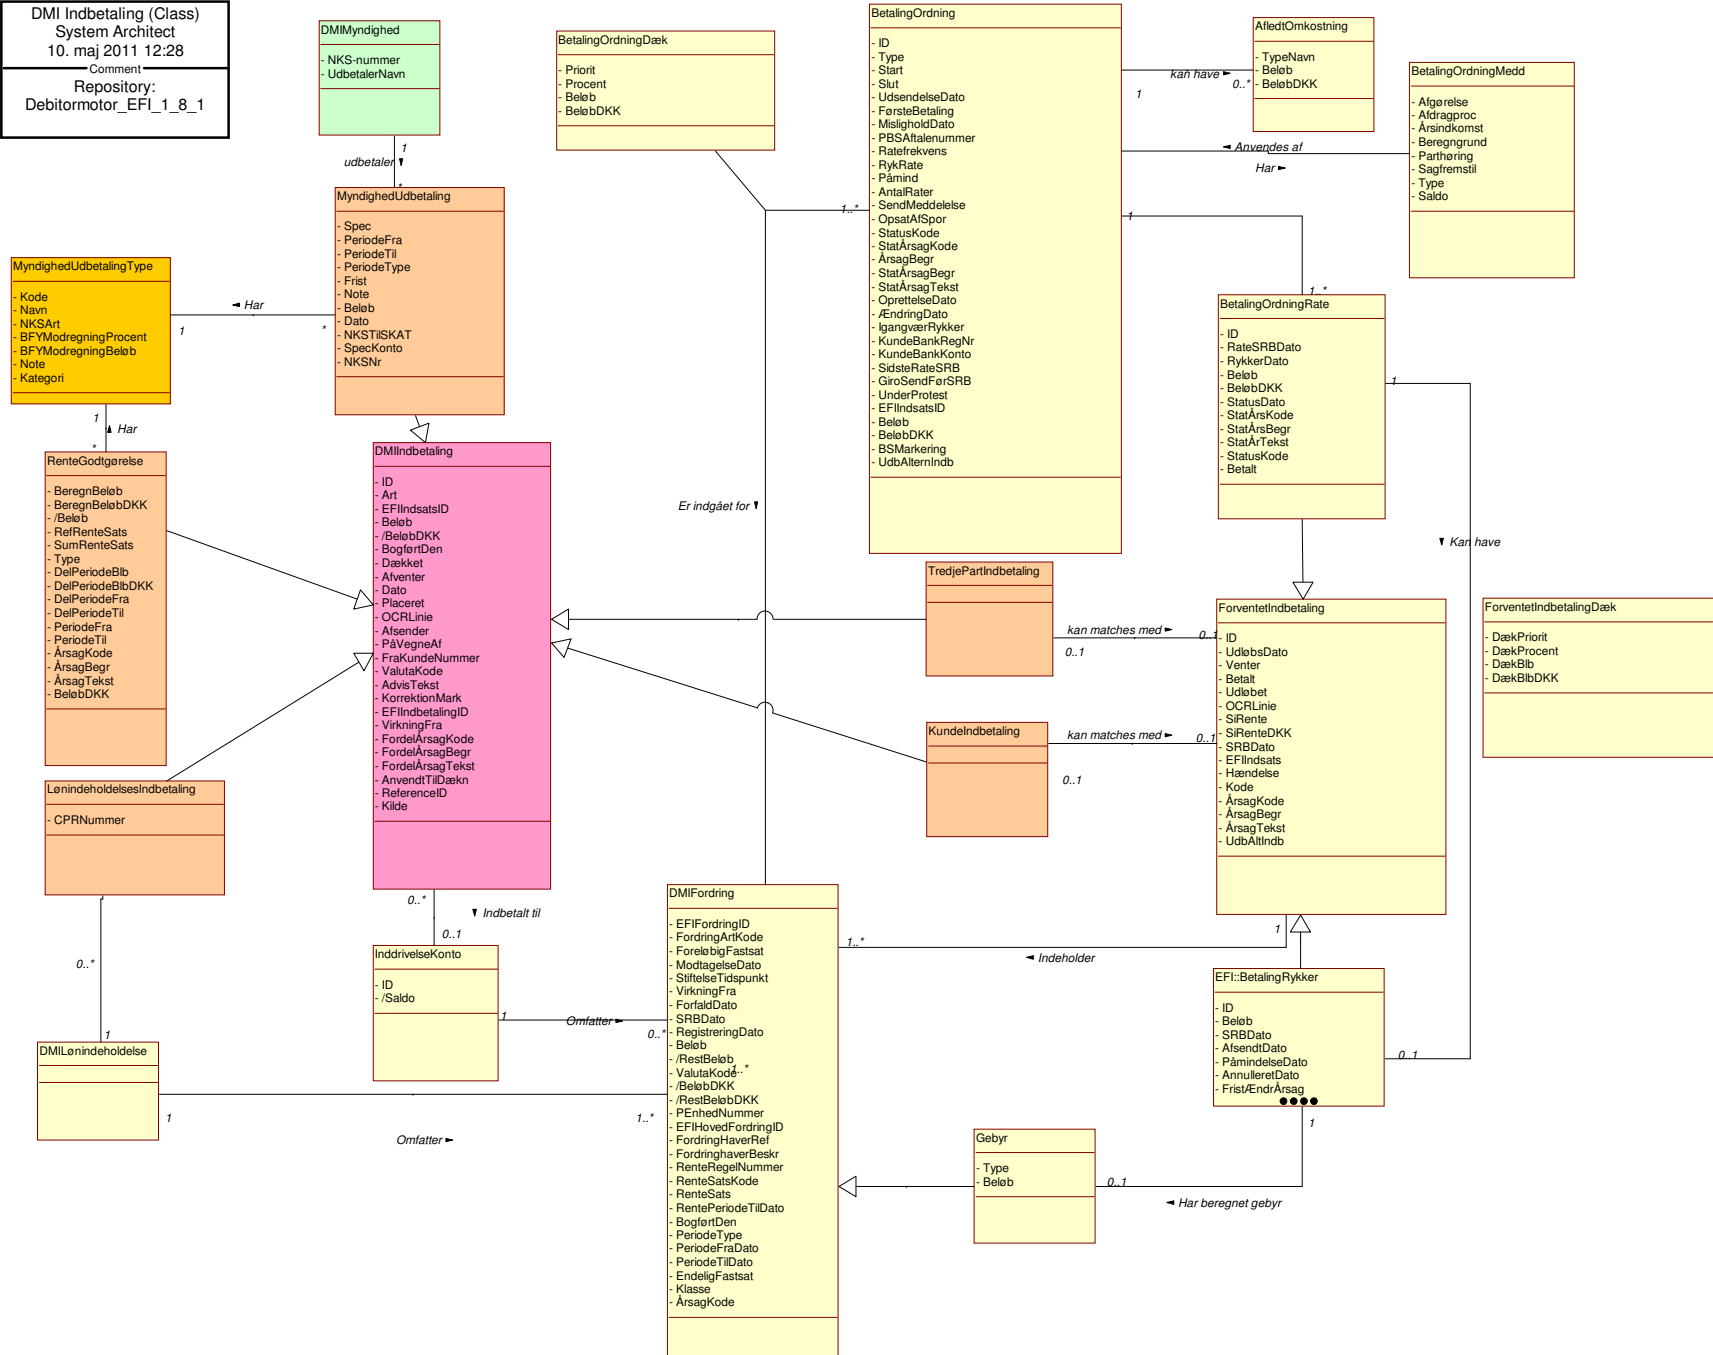 DMI Indbetaling (Class)
System Architect
10. maj 2011 12:28
Comment
Repository:
Debitormotor_EFI_1_8_1
DMIMyndighed
- NKS-nummer
- UdbetalerNavn
1
udbetaler
*
MyndighedUdbetaling
- Spec
- PeriodeFra
- PeriodeTil
- PeriodeType
- Frist
- Note
- Beløb
- Dato
- NKSTilSKAT
- SpecKonto
- NKSNr
MyndighedUdbetalingType
- Kode
- Navn
- NKSArt
- BFYModregningProcent
- BFYModregningBeløb
- Note
- Kategori
Har
1
*
1
Har
*
RenteGodtgørelse
- BeregnBeløb
- BeregnBeløbDKK
- /Beløb
- RefRenteSats
- SumRenteSats
- Type
- DelPeriodeBlb
- DelPeriodeBlbDKK
- DelPeriodeFra
- DelPeriodeTil
- PeriodeFra
- PeriodeTil
- ÅrsagKode
- ÅrsagBegr
- ÅrsagTekst
- BeløbDKK
LønindeholdelsesIndbetaling
- CPRNummer
0..*
1
DMILønindeholdelse
1
Omfatter
1..*
DMIIndbetaling
- ID
- Art
- EFIIndsatsID
- Beløb
- /BeløbDKK
- BogførtDen
- Dækket
- Afventer
- Dato
- Placeret
- OCRLinie
- Afsender
- PåVegneAf
- FraKundeNummer
- ValutaKode
- AdvisTekst
- KorrektionMark
- EFIIndbetalingID
- VirkningFra
- FordelÅrsagKode
- FordelÅrsagBegr
- FordelÅrsagTekst
- AnvendtTilDækn
- ReferenceID
- Kilde
0..*
Indbetalt til
0..1
InddrivelseKonto
- ID
- /Saldo
1
Omfatter
0..*
BetalingOrdningDæk
- Priorit
- Procent
- Beløb
- BeløbDKK
1..*
Er indgået for
BetalingOrdning
- ID
- Type
- Start
- Slut
- UdsendelseDato
- FørsteBetaling
- MisligholdDato
- PBSAftalenummer
- Ratefrekvens
- RykRate
- Påmind
- AntalRater
- SendMeddelelse
- OpsatAfSpor
- StatusKode
- StatÅrsagKode
- ÅrsagBegr
- StatÅrsagBegr
- StatÅrsagTekst
- OprettelseDato
- ÆndringDato
- IgangværRykker
- KundeBankRegNr
- KundeBankKonto
- SidsteRateSRB
- GiroSendFørSRB
- UnderProtest
- EFIIndsatsID
- Beløb
- BeløbDKK
- BSMarkering
- UdbAlternIndb
kan have
0..*
1
AfledtOmkostning
- TypeNavn
- Beløb
- BeløbDKK
Anvendes af
Har
BetalingOrdningMedd
- Afgørelse
- Afdragproc
- Årsindkomst
- Beregngrund
- Parthøring
- Sagfremstil
- Type
- Saldo
1
1..*
BetalingOrdningRate
- ID
- RateSRBDato
- RykkerDato
- Beløb
- BeløbDKK
- StatusDato
- StatÅrsKode
- StatÅrsBegr
- StatÅrTekst
- StatusKode
- Betalt
1
Kan have
0..1
TredjePartIndbetaling
kan matches med
0..1
0..1
KundeIndbetaling
kan matches med
0..1
0..1
ForventetIndbetaling
- ID
- UdløbsDato
- Venter
- Betalt
- Udløbet
- OCRLinie
- SiRente
- SiRenteDKK
- SRBDato
- EFIIndsats
- Hændelse
- Kode
- ÅrsagKode
- ÅrsagBegr
- ÅrsagTekst
- UdbAltIndb
ForventetIndbetalingDæk
- DækPriorit
- DækProcent
- DækBlb
- DækBlbDKK
1
1..*
Indeholder
EFI::BetalingRykker
- ID
- Beløb
- SRBDato
- AfsendtDato
- PåmindelseDato
- AnnulleretDato
- FristÆndrÅrsag
1
0..1
Har beregnet gebyr
Gebyr
- Type
- Beløb
DMIFordring
- EFIFordringID
- FordringArtKode
- ForeløbigFastsat
- ModtagelseDato
- StiftelseTidspunkt
- VirkningFra
- ForfaldDato
- SRBDato
- RegistreringDato
- Beløb
- /RestBeløb
- ValutaKode
1..*
- /BeløbDKK
- /RestBeløbDKK
- PEnhedNummer
- EFIHovedFordringID
- FordringHaverRef
- FordringhaverBeskr
- RenteRegelNummer
- RenteSatsKode
- RenteSats
- RentePeriodeTilDato
- BogførtDen
- PeriodeType
- PeriodeFraDato
- PeriodeTilDato
- EndeligFastsat
- Klasse
- ÅrsagKode